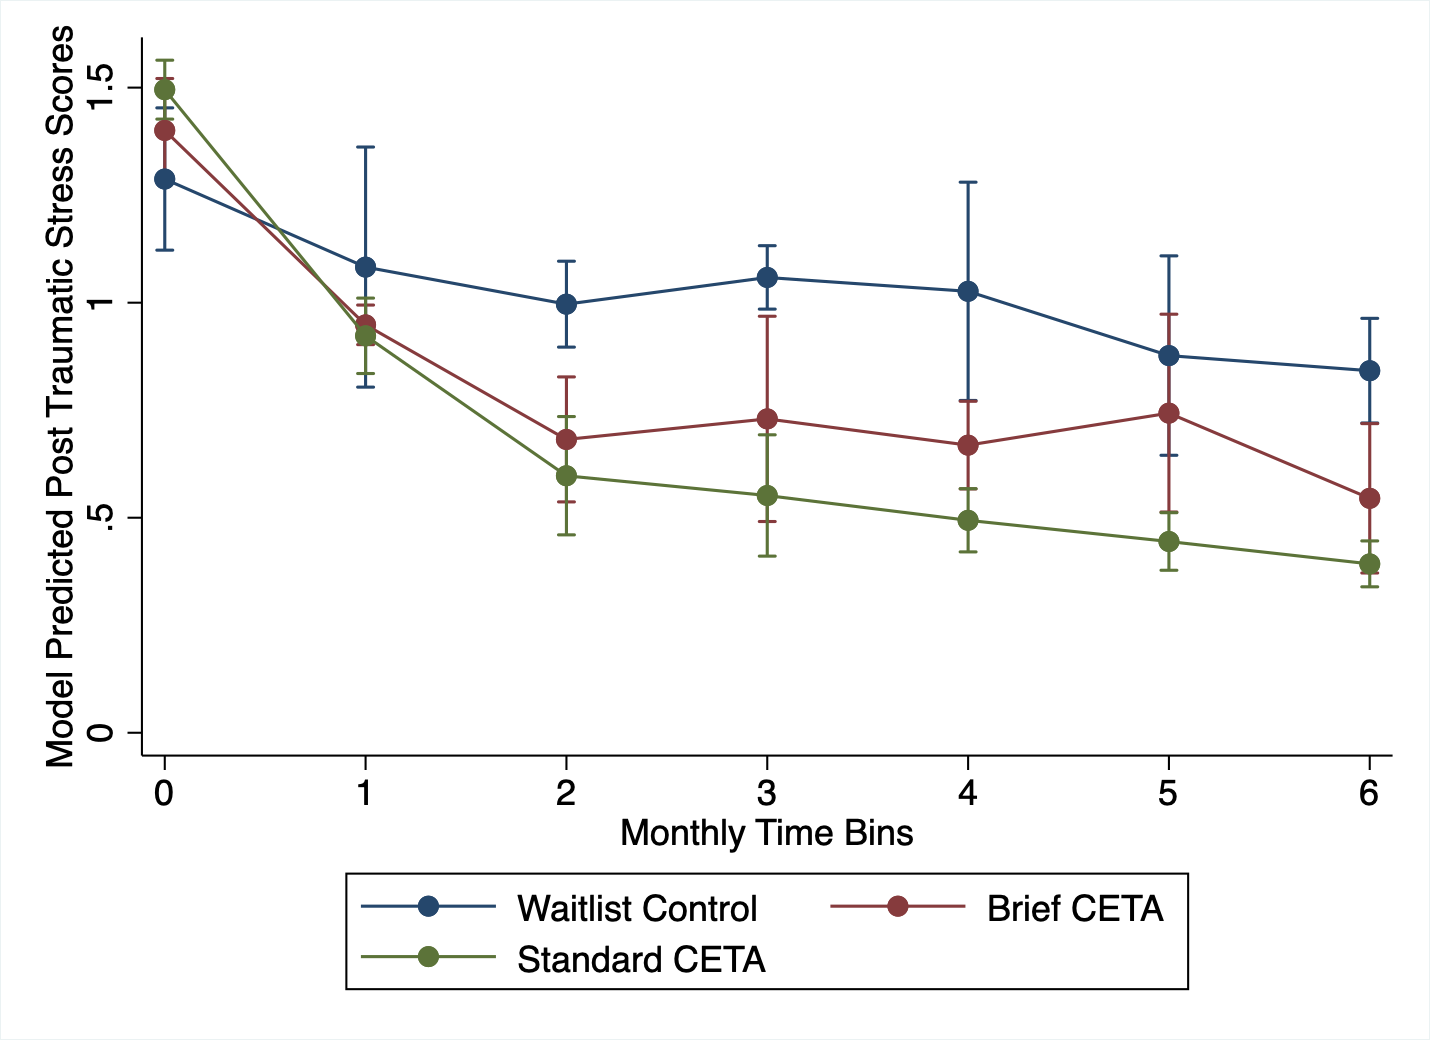 Model Predicted Post Traumatic Stress Scores
1.5
1
.5
0
0 1 2 3 4 5 6
Monthly Time Bins
Waitlist Control Brief CETA
Standard CETA